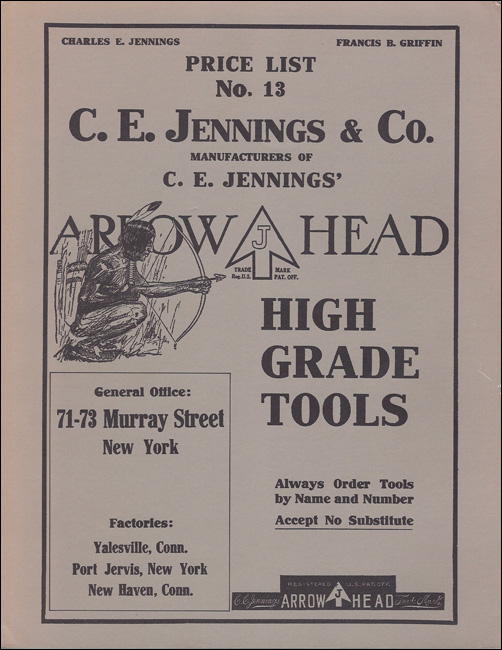 CHARLES E. JENNINGS
FRANCIS B. GRIFFIN
PRICE LIST
No. 13
C. E. JENNINGS & Co.
MANUFACTURERS OF
C. E. JENNINGS'
ARROW HEAD
J
TRADE MARK
Reg. U.S. PAT. OFF.
HIGH
GRADE
TOOLS
General Office:
71-73 Murray Street
New York
Always Order Tools
by Name and Number
Accept No Substitute
Factories:
Yalesville, Conn.
Port Jervis, New York
New Haven, Conn.
REGISTERED U.S. PAT. OFF.
C.E. Jennings ARROW J HEAD Trade Mark